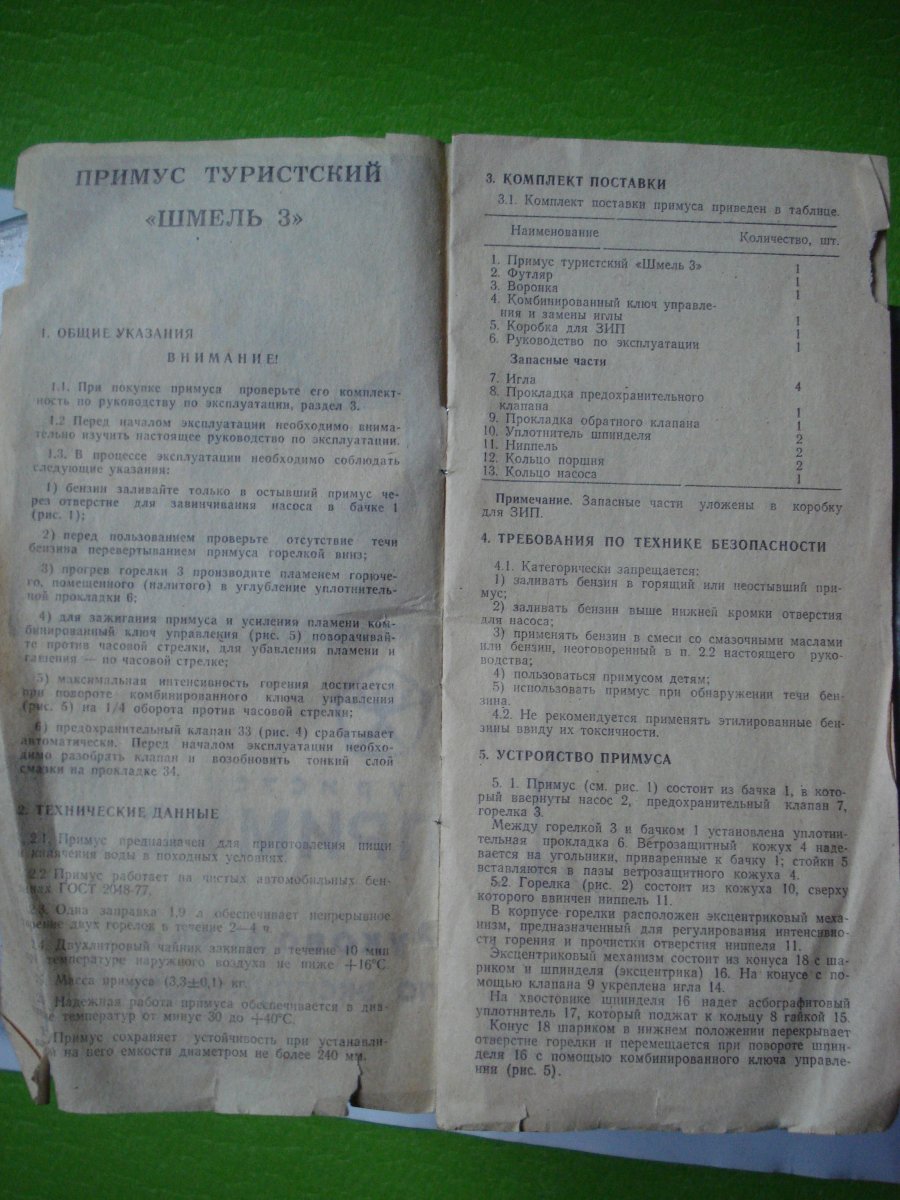 ПРИМУС ТУРИСТСКИЙ
«ШМЕЛЬ 3»
1. ОБЩИЕ УКАЗАНИЯ
ВНИМАНИЕ!
1.1. При покупке примуса проверьте его комплект-
ность по руководству по эксплуатации, раздел 3.
1.2 Перед началом эксплуатации необходимо внима-
тельно изучить настоящее руководство по эксплуатации.
1.3. В процессе эксплуатации необходимо соблюдать
следующие указания:
1) бензин заливайте только в остывший примус че-
рез отверстие для завинчивания насоса в бачке 1
(рис. 1);
2) перед пользованием проверьте отсутствие течи
бензина перевертыванием примуса горелкой вниз;
3) прогрев горелки 3 производите пламенем горюче-
го, помещенного (налитого) в углубление уплотнитель-
ной прокладки 6;
4) для зажигания примуса и усиления пламени ком-
бинированный ключ управления (рис. 5) поворачивай-
те против часовой стрелки, для убавления пламени и
гашения — по часовой стрелке;
5) максимальная интенсивность горения достигается
при повороте комбинированного ключа управления
(рис. 5) на 1/4 оборота против часовой стрелки;
6) предохранительный клапан 33 (рис. 4) срабатывает
автоматически. Перед началом эксплуатации необхо-
димо разобрать клапан и возобновить тонкий слой
смазки на прокладке 34.
2. ТЕХНИЧЕСКИЕ ДАННЫЕ
2.1. Примус предназначен для приготовления пищи
и кипячения воды в походных условиях.
2.2 Примус работает на чистых автомобильных бен-
зинах ГОСТ 2048-77.
2.3. Одна заправка 1,9 л обеспечивает непрерывное
горение двух горелок в течение 2—4 ч.
2.4. Двухлитровый чайник закипает в течение 10 мин
температуре наружного воздуха не ниже +16°С.
Масса примуса (3,3±0,1) кг.
Надежная работа примуса обеспечивается в диа-
не температур от минус 30 до +40°С.
Примус сохраняет устойчивость при устанавли-
на него емкости диаметром не более 240 мм.
3. КОМПЛЕКТ ПОСТАВКИ
3.1. Комплект поставки примуса приведен в таблице.
Наименование Количество, шт.
1. Примус туристский «Шмель 3» 1
2. Футляр 1
3. Воронка 1
4. Комбинированный ключ управле-
ния и замены иглы 1
5. Коробка для ЗИП 1
6. Руководство по эксплуатации 1
Запасные части
7. Игла 4
8. Прокладка предохранительного
клапана 1
9. Прокладка обратного клапана 1
10. Уплотнитель шпинделя 2
11. Ниппель 2
12. Кольцо поршня 2
13. Кольцо насоса 1
Примечание. Запасные части уложены в коробку
для ЗИП.
4. ТРЕБОВАНИЯ ПО ТЕХНИКЕ БЕЗОПАСНОСТИ
4.1. Категорически запрещается:
1) заливать бензин в горящий или неостывший при-
мус;
2) заливать бензин выше нижней кромки отверстия
для насоса;
3) применять бензин в смеси со смазочными маслами
или бензин, неоговоренный в п. 2.2 настоящего руко-
водства;
4) пользоваться примусом детям;
5) использовать примус при обнаружении течи бен-
зина.
4.2. Не рекомендуется применять этилированные бен-
зины ввиду их токсичности.
5. УСТРОЙСТВО ПРИМУСА
5. 1. Примус (см. рис. 1) состоит из бачка 1, в ко-
торый ввернуты насос 2, предохранительный клапан 7,
горелка 3.
Между горелкой 3 и бачком 1 установлена уплотни-
тельная прокладка 6. Ветрозащитный кожух 4 наде-
вается на угольники, приваренные к бачку 1; стойки 5
вставляются в пазы ветрозащитного кожуха 4.
5.2. Горелка (рис. 2) состоит из кожуха 10, сверху
которого ввинчен ниппель 11.
В корпусе горелки расположен эксцентриковый меха-
низм, предназначенный для регулирования интенсивно-
сти горения и прочистки отверстия ниппеля 11.
Эксцентриковый механизм состоит из конуса 18 с ша-
риком и шпинделя (эксцентрика) 16. На конусе с по-
мощью клапана 9 укреплена игла 14.
На хвостовике шпинделя 16 надет асбографитовый
уплотнитель 17, который поджат к кольцу 8 гайкой 15.
Конус 18 шариком в нижнем положении перекрывает
отверстие горелки и перемещается при повороте шпин-
деля 16 с помощью комбинированного ключа управле-
ния (рис. 5).